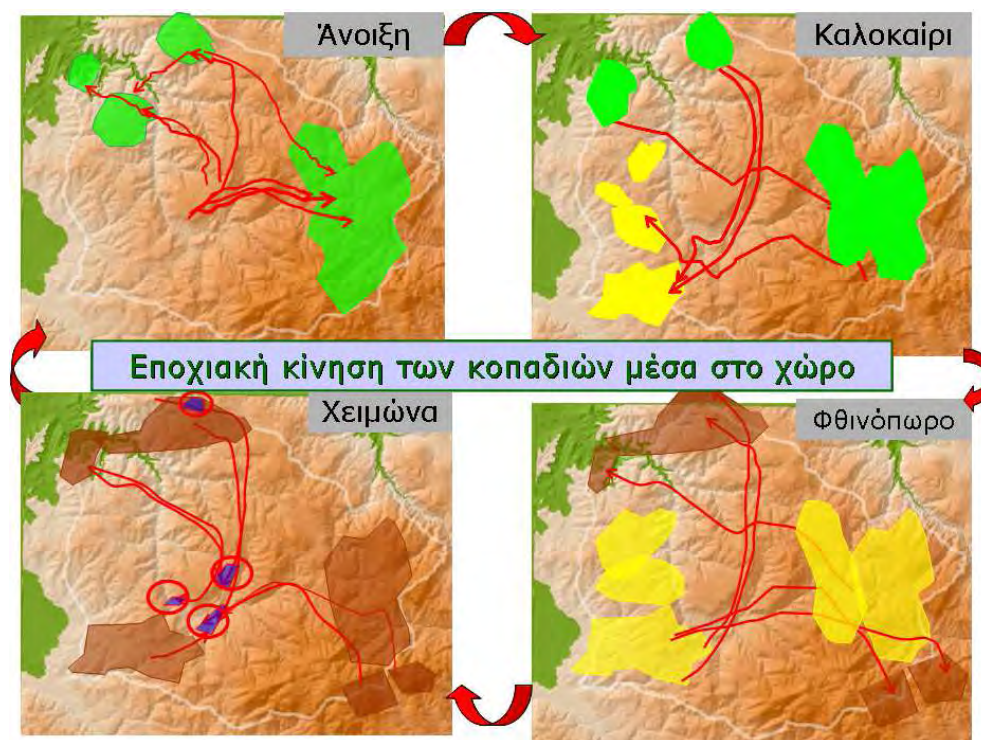 Άνοιξη
Καλοκαίρι
Εποχιακή κίνηση των κοπαδιών μέσα στο χώρο
Χειμώνα
Φθινόπωρο